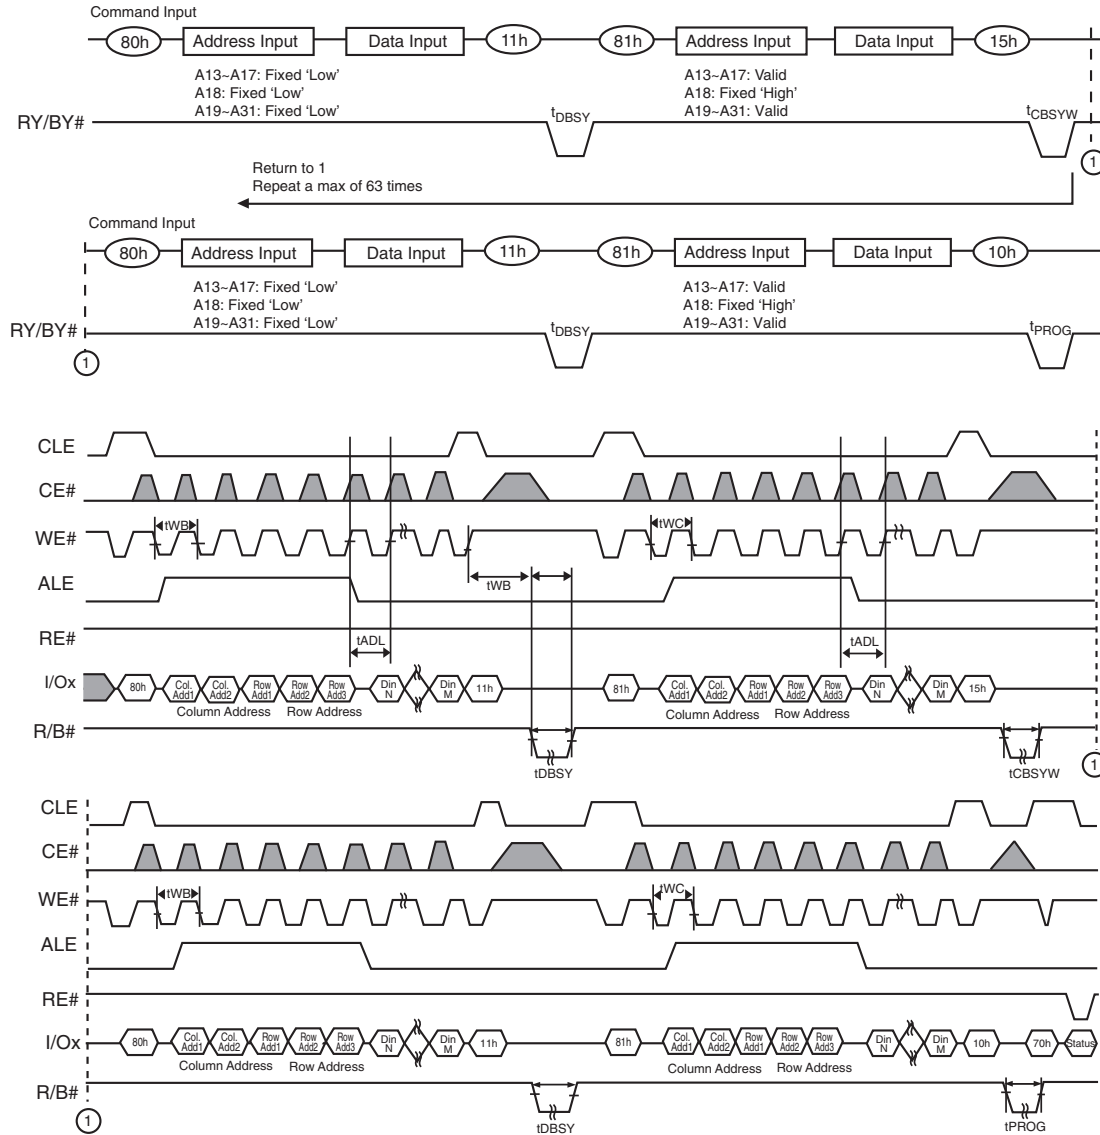 Command Input
80h Address Input Data Input 11h 81h Address Input Data Input 15h
A13~A17: Fixed 'Low' A13~A17: Valid
A18: Fixed 'Low' A18: Fixed 'High'
A19~A31: Fixed 'Low' A19~A31: Valid
RY/BY# tDBSY tCBSYW
1
Return to 1
Repeat a max of 63 times
Command Input
80h Address Input Data Input 11h 81h Address Input Data Input 10h
A13~A17: Fixed 'Low' A13~A17: Valid
A18: Fixed 'Low' A18: Fixed 'High'
A19~A31: Fixed 'Low' A19~A31: Valid
RY/BY# tDBSY tPROG
1
CLE
CE#
WE# tWB tWC
ALE
tWB
RE#
tADL tADL
I/Ox 80h Col. Add1 Col. Add2 Row Add1 Row Add2 Row Add3 Din N Din M 11h 81h Col. Add1 Col. Add2 Row Add1 Row Add2 Row Add3 Din N Din M 15h
Column Address Row Address Column Address Row Address
R/B#
tDBSY tCBSYW 1
CLE
CE#
WE# tWB tWC
ALE
RE#
I/Ox 80h Col. Add1 Col. Add2 Row Add1 Row Add2 Row Add3 Din N Din M 11h 81h Col. Add1 Col. Add2 Row Add1 Row Add2 Row Add3 Din N Din M 10h 70h Status
Column Address Row Address Column Address Row Address
R/B#
1 tDBSY tPROG